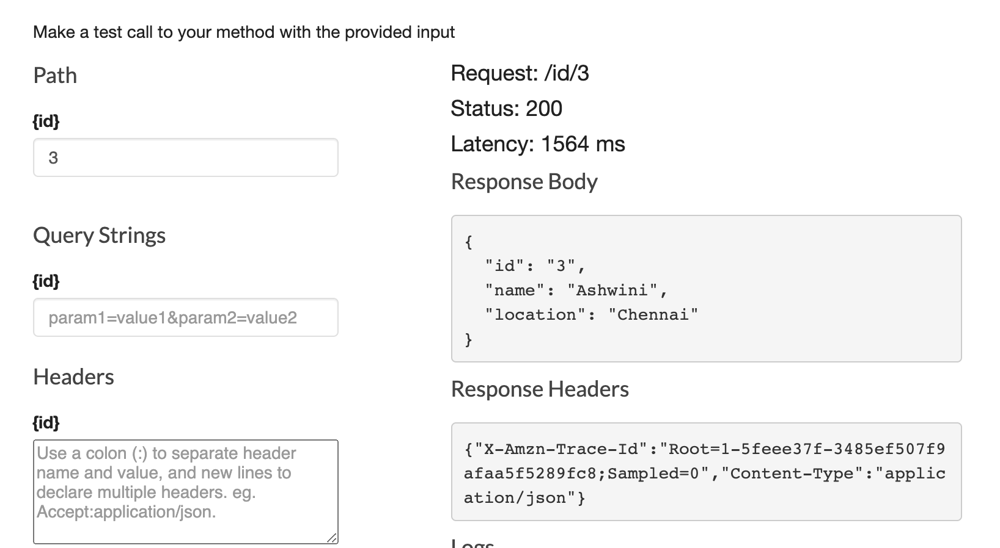 Make a test call to your method with the provided input
Path
{id}
3
Query Strings
{id}
param1=value1&param2=value2
Headers
{id}
Use a colon (:) to separate header
name and value, and new lines to
declare multiple headers. eg.
Accept:application/json.
Request: /id/3
Status: 200
Latency: 1564 ms
Response Body
{
  "id": "3",
  "name": "Ashwini",
  "location": "Chennai"
}
Response Headers
{"X-Amzn-Trace-Id":"Root=1-5feee37f-3485ef507f9
afaa5f5289fc8;Sampled=0","Content-Type":"applic
ation/json"}
Logs